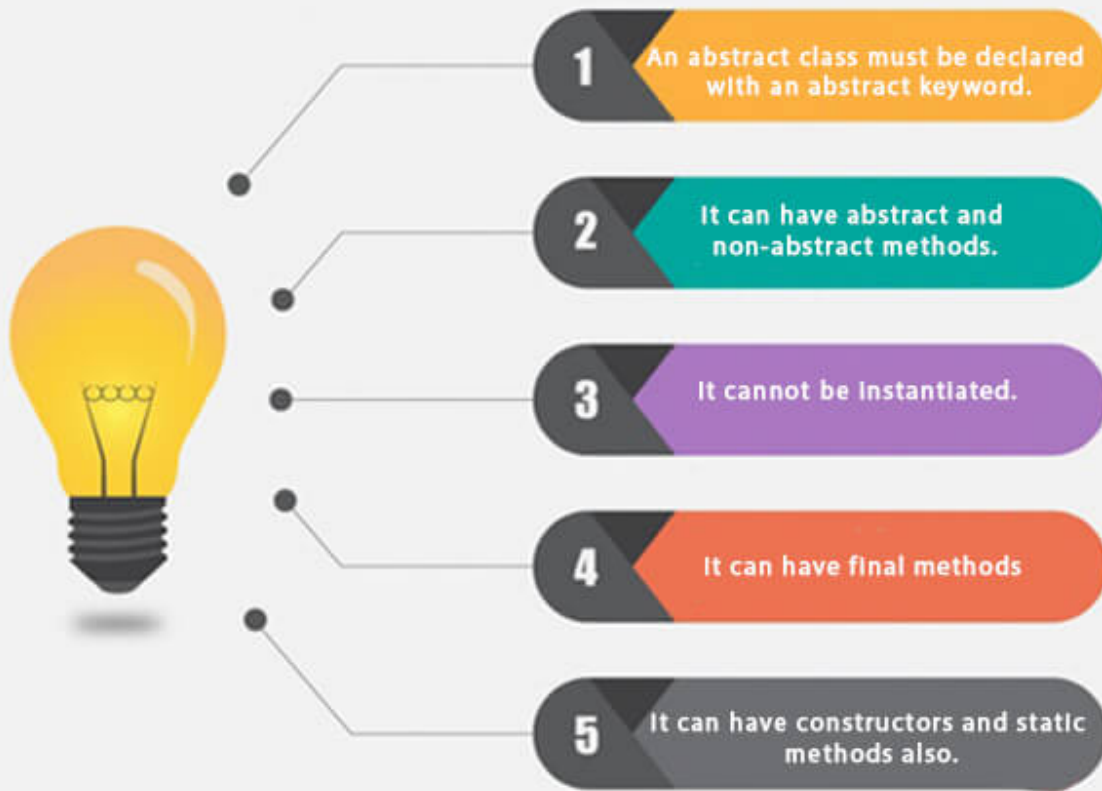 1
An abstract class must be declared
with an abstract keyword.
2
It can have abstract and
non-abstract methods.
3
It cannot be instantiated.
4
It can have final methods
5
It can have constructors and static
methods also.